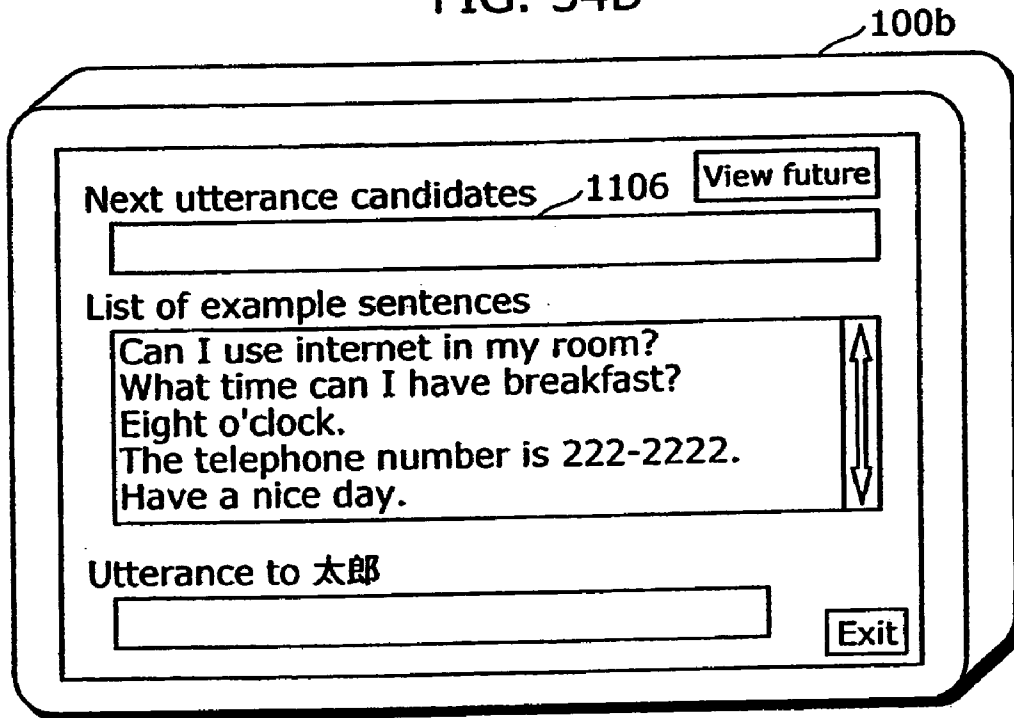 FIG. 34B
100b
Next utterance candidates
1106
View future
List of example sentences
Can I use internet in my room?
What time can I have breakfast?
Eight o'clock.
The telephone number is 222-2222.
Have a nice day.
Utterance to 太郎
Exit